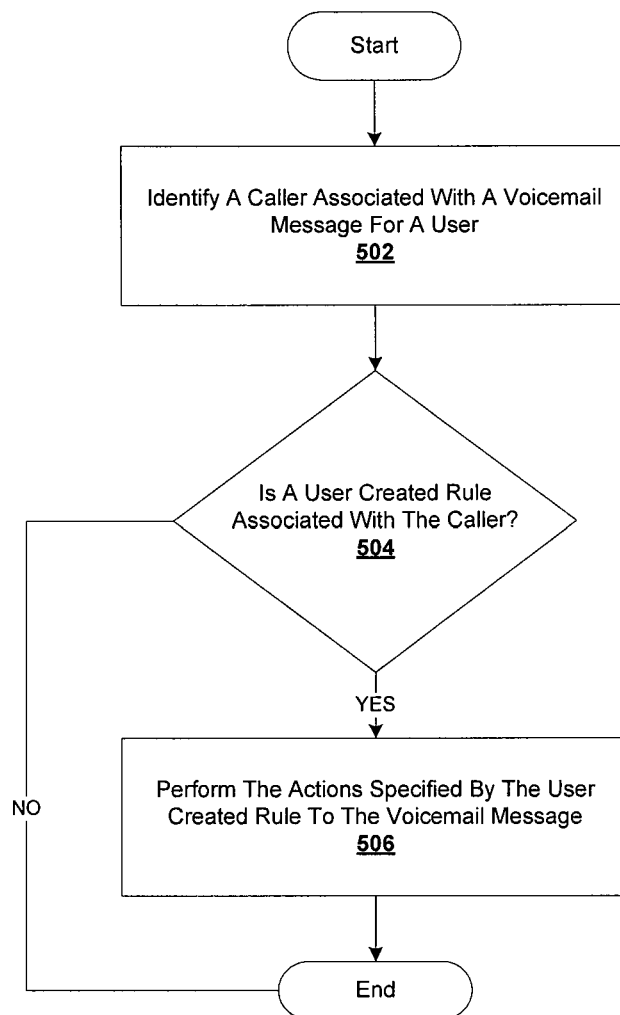 Start
Identify A Caller Associated With A Voicemail
Message For A User
502
Is A User Created Rule
Associated With The Caller?
504
YES
Perform The Actions Specified By The User
Created Rule To The Voicemail Message
506
NO
End